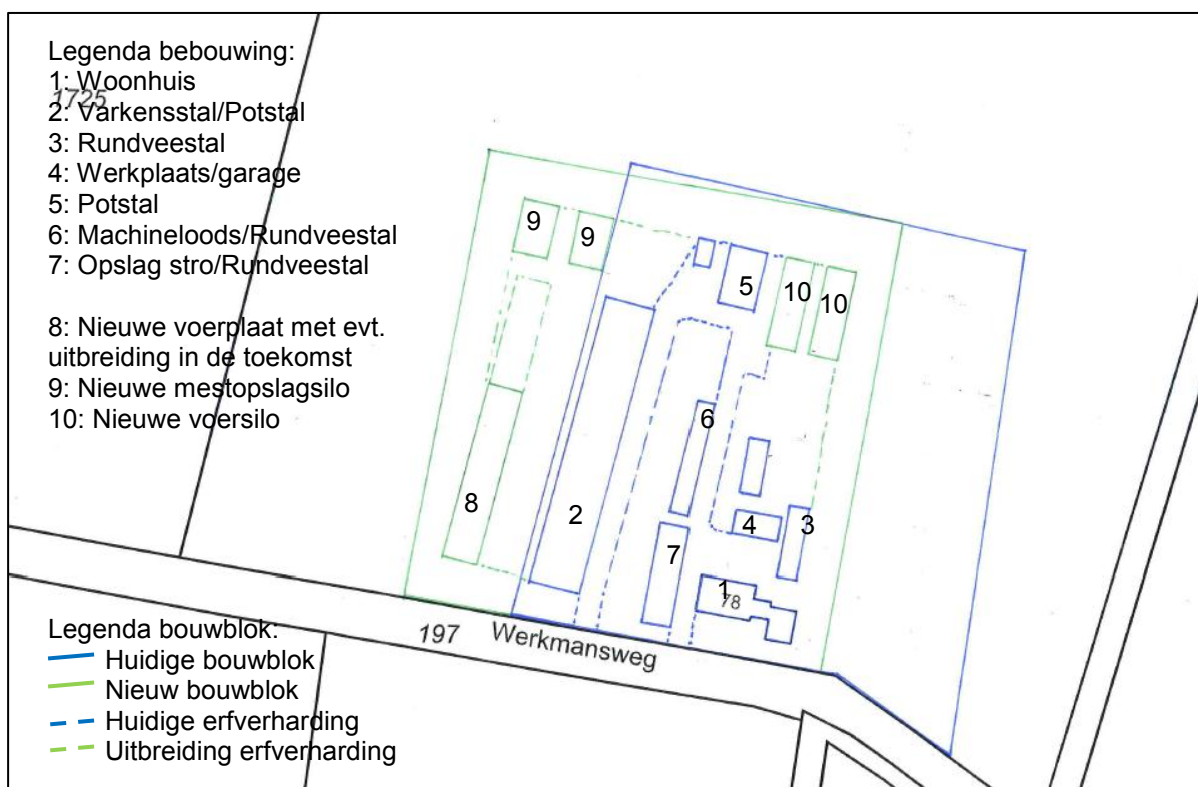 Legenda bebouwing:
1: Woonhuis
1725
2: Varkensstal/Potstal
3: Rundveestal
4: Werkplaats/garage
5: Potstal
6: Machineloods/Rundveestal
7: Opslag stro/Rundveestal
8: Nieuwe voerplaat met evt.
uitbreiding in de toekomst
9: Nieuwe mestopslagsilo
10: Nieuwe voersilo
9
9
5
10
10
6
8
2
4
3
7
1
78
197
Werkmansweg
Legenda bouwblok:
Huidige bouwblok
Nieuw bouwblok
Huidige erfverharding
Uitbreiding erfverharding